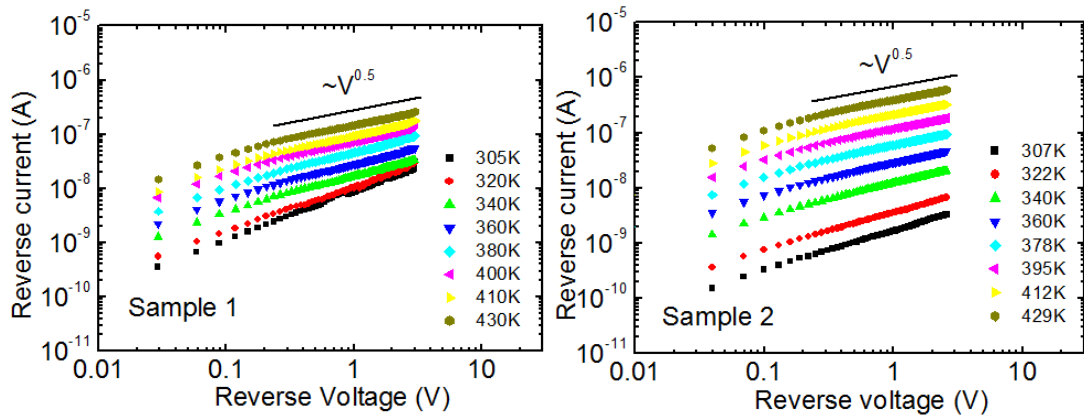 Reverse current (A)
10⁻⁵
10⁻⁶
10⁻⁷
10⁻⁸
10⁻⁹
10⁻¹⁰
10⁻¹¹
~V⁰·⁵
305K
320K
340K
360K
380K
400K
410K
430K
Sample 1
0.01
0.1
1
10
Reverse Voltage (V)
Reverse current (A)
10⁻⁵
10⁻⁶
10⁻⁷
10⁻⁸
10⁻⁹
10⁻¹⁰
10⁻¹¹
~V⁰·⁵
307K
322K
340K
360K
378K
395K
412K
429K
Sample 2
0.01
0.1
1
10
Reverse voltage (V)